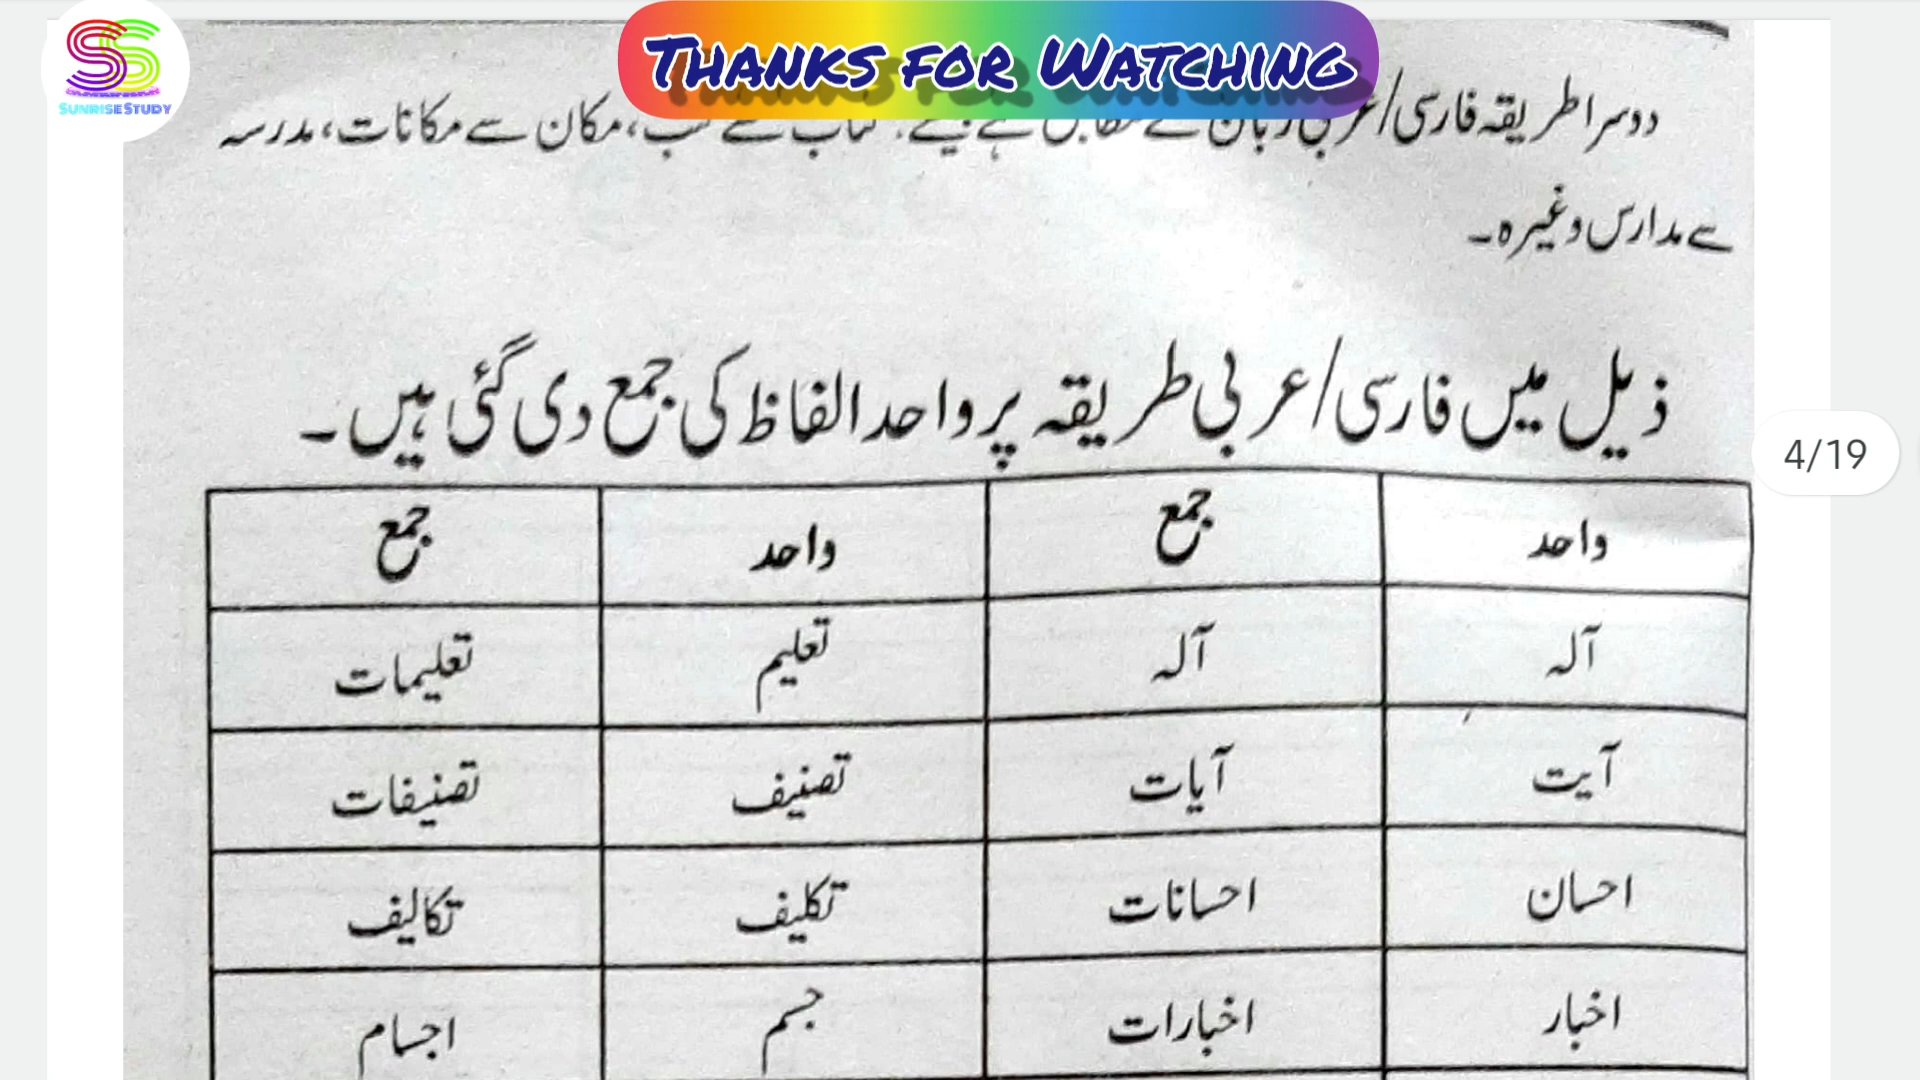 THANKS FOR WATCHING
SS
SUNRISE STUDY
دوسرا طریقہ فارسی/عربی زبان کے مطابق ہے جیسے۔ کتاب سے کتب، مکان سے مکانات، مدرسہ
سے مدارس وغیرہ۔
ذیل میں فارسی/عربی طریقہ پر واحد الفاظ کی جمع دی گئی ہیں۔
4/19
واحد جمع واحد جمع
آلہ آلہ تعلیم تعلیمات
آیت آیات تصنیف تصنیفات
احسان احسانات تکلیف تکالیف
اخبار اخبارات جسم اجسام